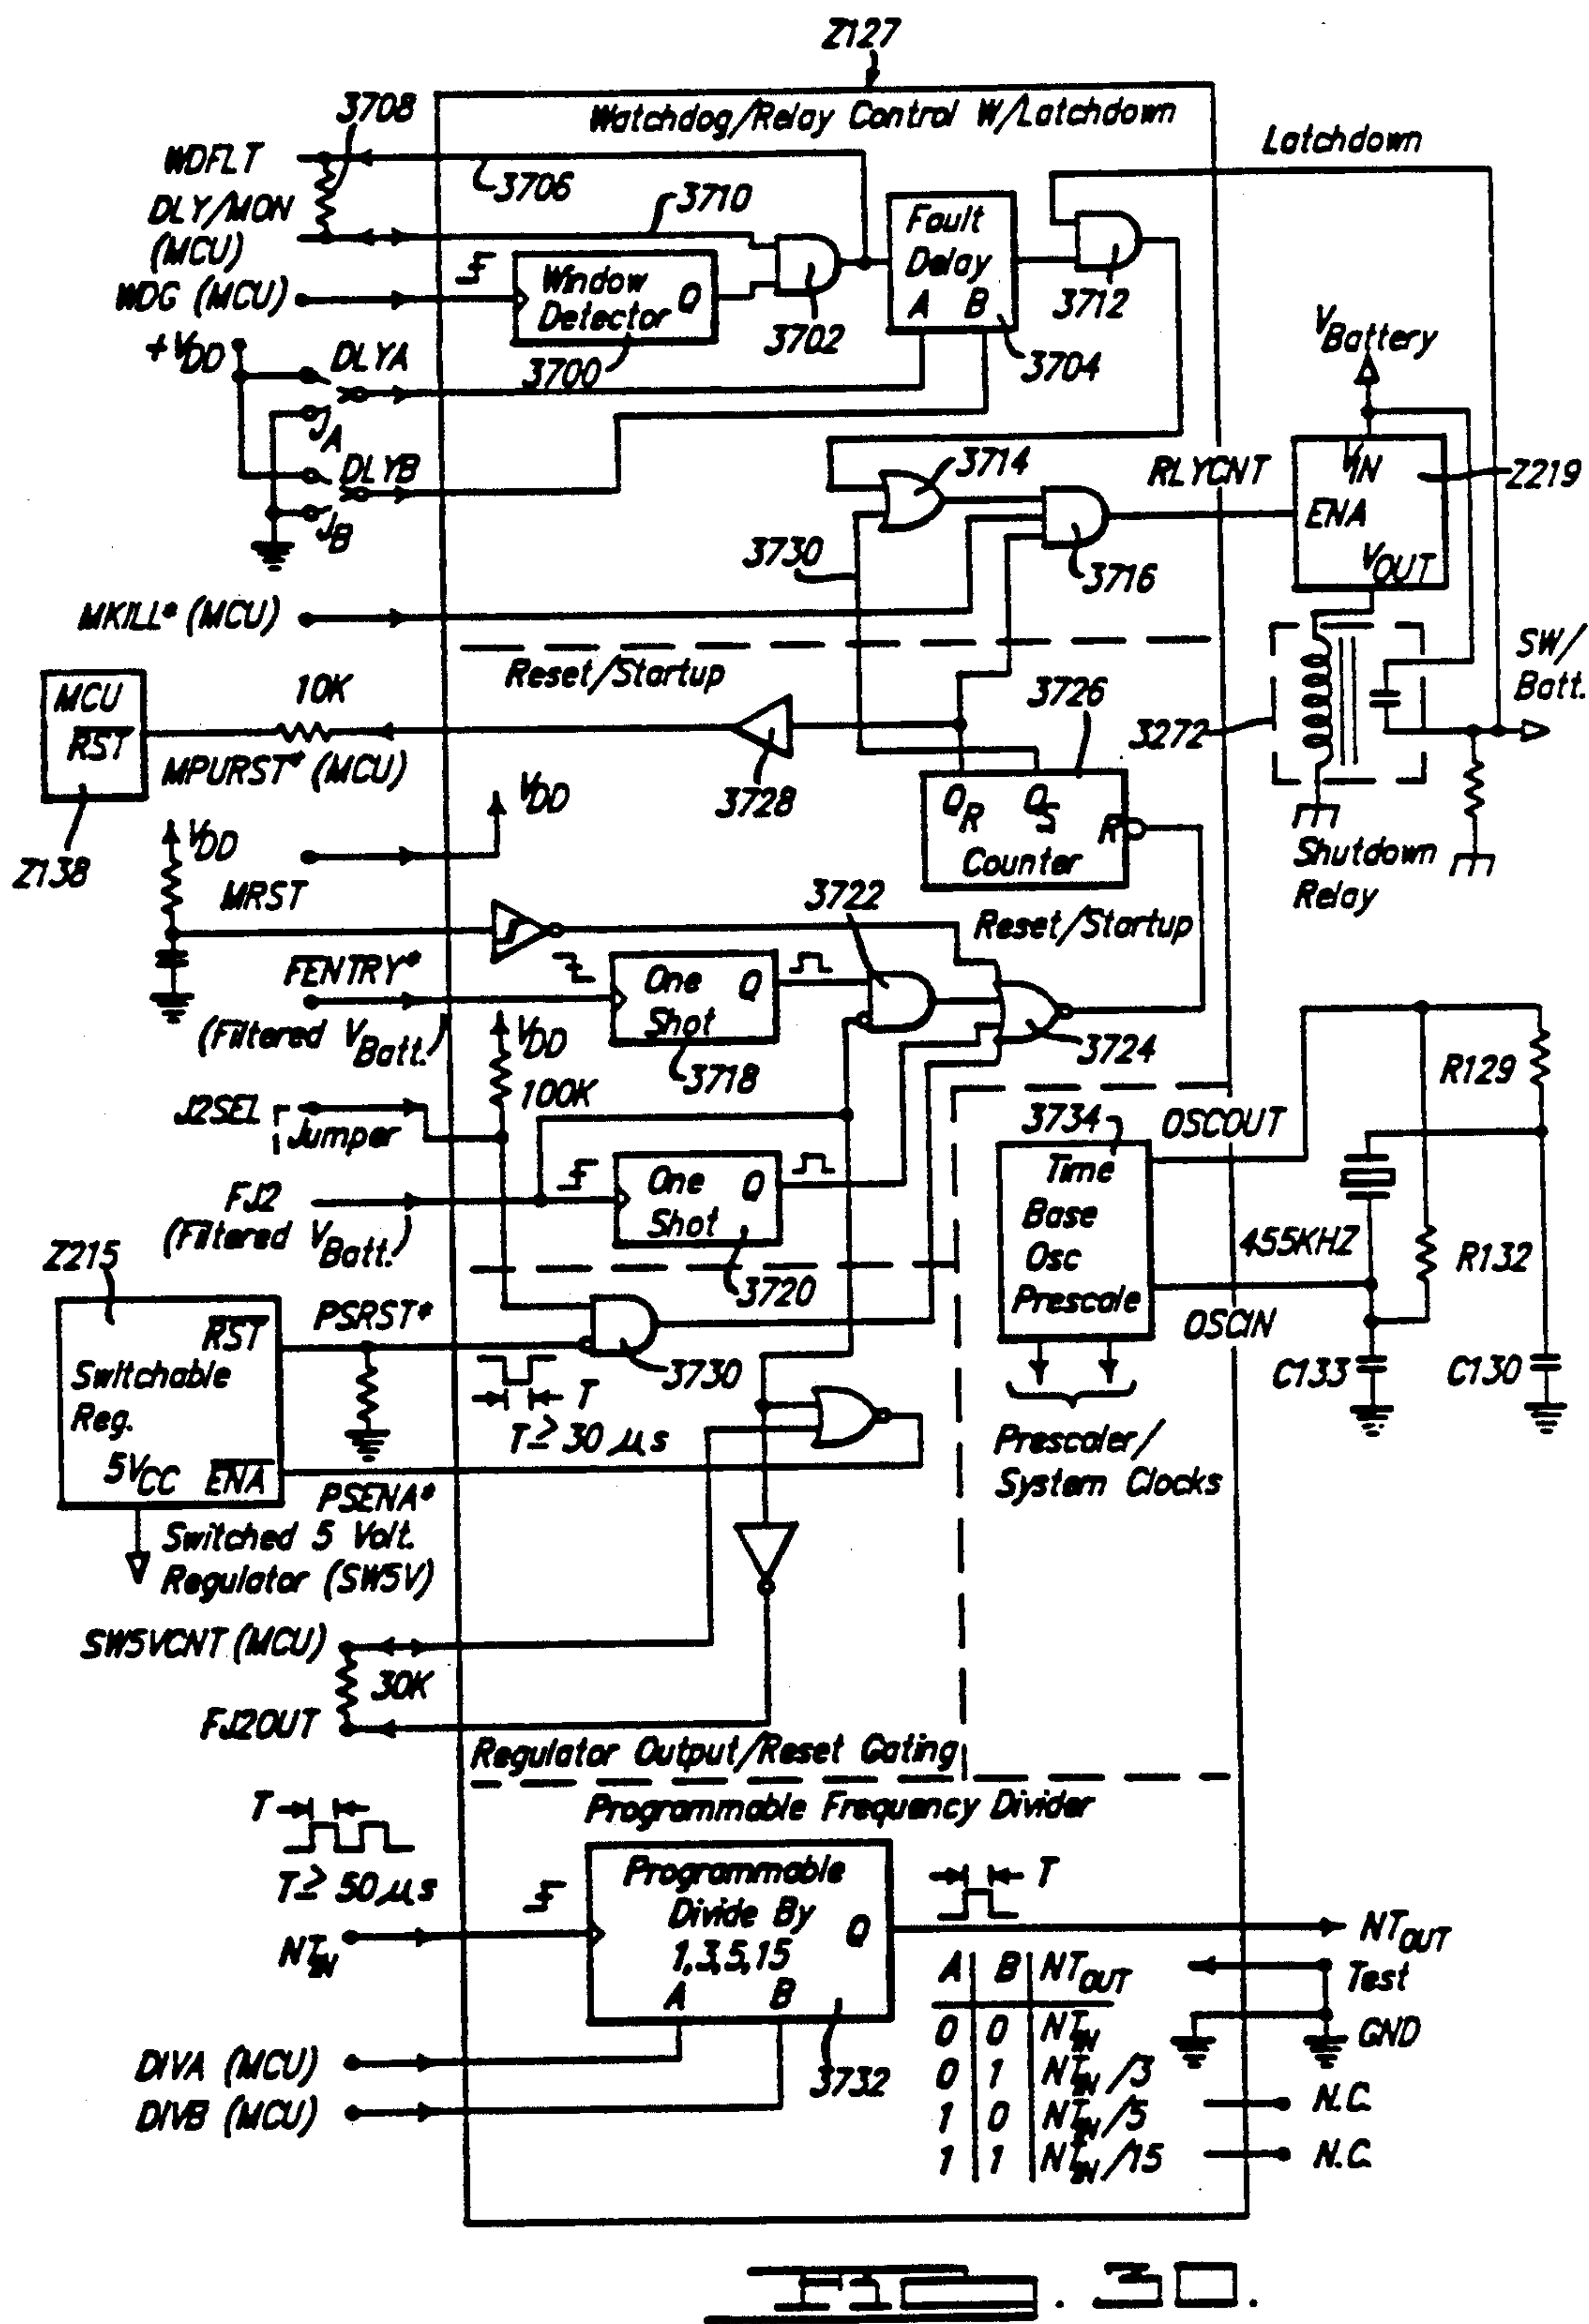 Z127
Watchdog/Relay Control W/Latchdown
3708
WDFLT
3706
Latchdown
DLY/MON
(MCU)
3710
Fault
Delay
A B
3712
WDG (MCU)
Window
Detector Q
3702
3700
3704
+VDD
DLYA
JA
DLYB
JB
VBattery
3714
RLYCNT
VIN
ENA
VOUT
Z219
3730
3716
MKILL* (MCU)
Reset/Startup
SW/
Batt.
MCU
RST
10K
MPURST* (MCU)
3726
3272
3728
QR QS
R
Counter
Z138
VDD
VDD
MRST
Shutdown
Relay
3722
Reset/Startup
FENTRY*
(Filtered VBatt.)
One
Shot
Q
3718
3724
VDD
100K
J2SEL
Jumper
R129
3734
OSCOUT
Time
Base
Osc
Prescale
FJ2
(Filtered VBatt.)
One
Shot
Q
3720
455KHZ
R132
OSCIN
Z215
PSRST*
RST
Switchable
Reg.
5VCC ENA
3730
T
T ≥ 30 μs
C133
C130
Prescaler/
System Clocks
PSENA*
Switched 5 Volt.
Regulator (SW5V)
SW5VCNT (MCU)
30K
FJ2OUT
Regulator Output/Reset Gating
Programmable Frequency Divider
T
T ≥ 50 μs
NTIN
Programmable
Divide By
1,3,5,15
Q
A B
T
NTOUT
Test
GND
A B NTOUT
0 0 NTIN
0 1 NTIN/3
1 0 NTIN/5
1 1 NTIN/15
3732
DIVA (MCU)
DIVB (MCU)
N.C.
N.C.